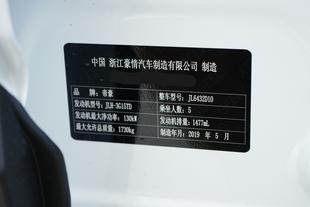 中国 浙江豪情汽车制造有限公司 制造
品 牌：帝豪 整车型号：JL6432D10
发动机型号：JLH-3G15TD 乘坐人数：5
发动机最大净功率：130kW 发动机排量：1477mL
最大允许总质量：1730kg 制造年月：2019 年 5 月